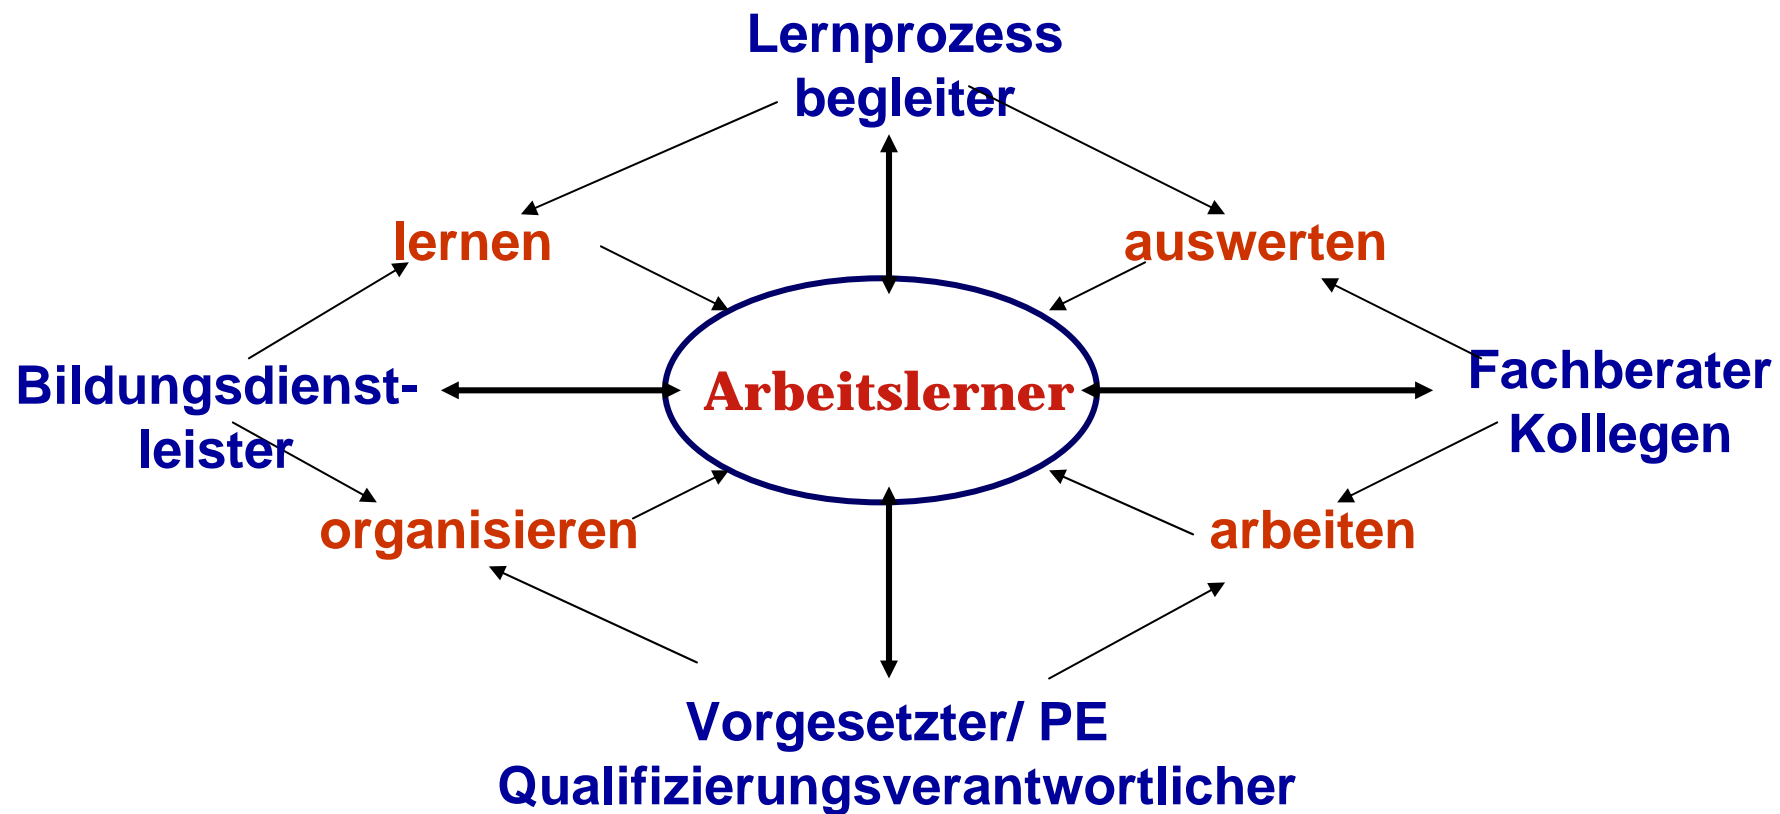 Lernprozess
begleiter
lernen
auswerten
Bildungsdienst-
leister
Arbeitslerner
Fachberater
Kollegen
organisieren
arbeiten
Vorgesetzter/ PE
Qualifizierungsverantwortlicher